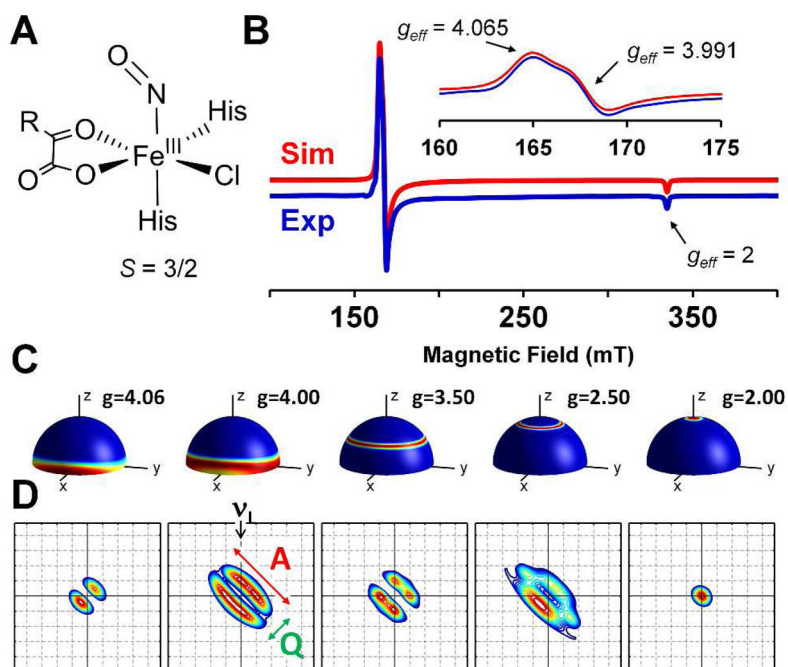 A
O
N
His
R
O
Fe III
Cl
O
O
His
S = 3/2
B
g_eff = 4.065
g_eff = 3.991
160 165 170 175
Sim
Exp
g_eff = 2
150 250 350
Magnetic Field (mT)
C
z g=4.06 x y
z g=4.00 x y
z g=3.50 x y
z g=2.50 x y
z g=2.00 x y
D
ν_L
A
Q